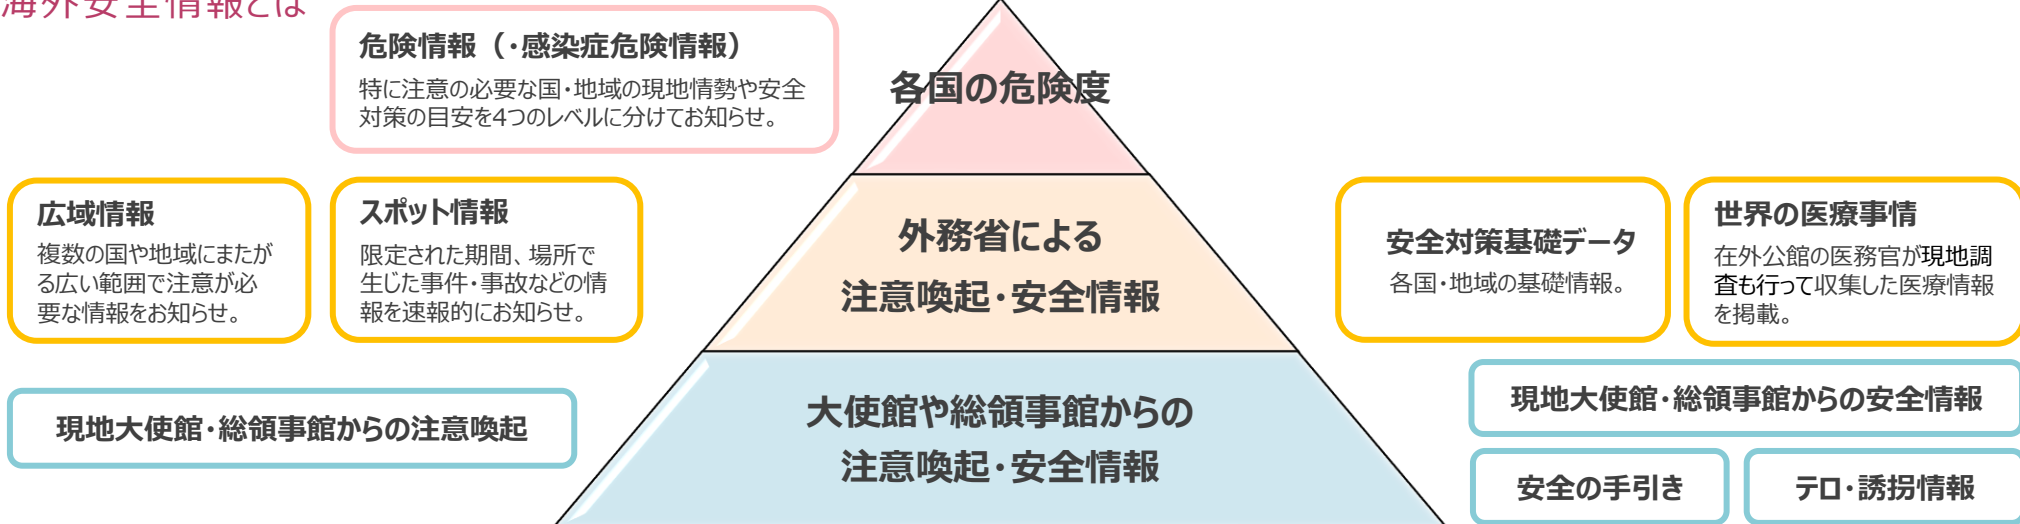 海外安全情報とは
危険情報（・感染症危険情報）
特に注意の必要な国・地域の現地情勢や安全
対策の目安を4つのレベルに分けてお知らせ。
各国の危険度
広域情報
複数の国や地域にまたが
る広い範囲で注意が必
要な情報をお知らせ。
スポット情報
限定された期間、場所で
生じた事件・事故などの情
報を速報的にお知らせ。
外務省による
注意喚起・安全情報
安全対策基礎データ
各国・地域の基礎情報。
世界の医療事情
在外公館の医務官が現地調
査も行って収集した医療情報
を掲載。
現地大使館・総領事館からの注意喚起
大使館や総領事館からの
注意喚起・安全情報
現地大使館・総領事館からの安全情報
安全の手引き
テロ・誘拐情報